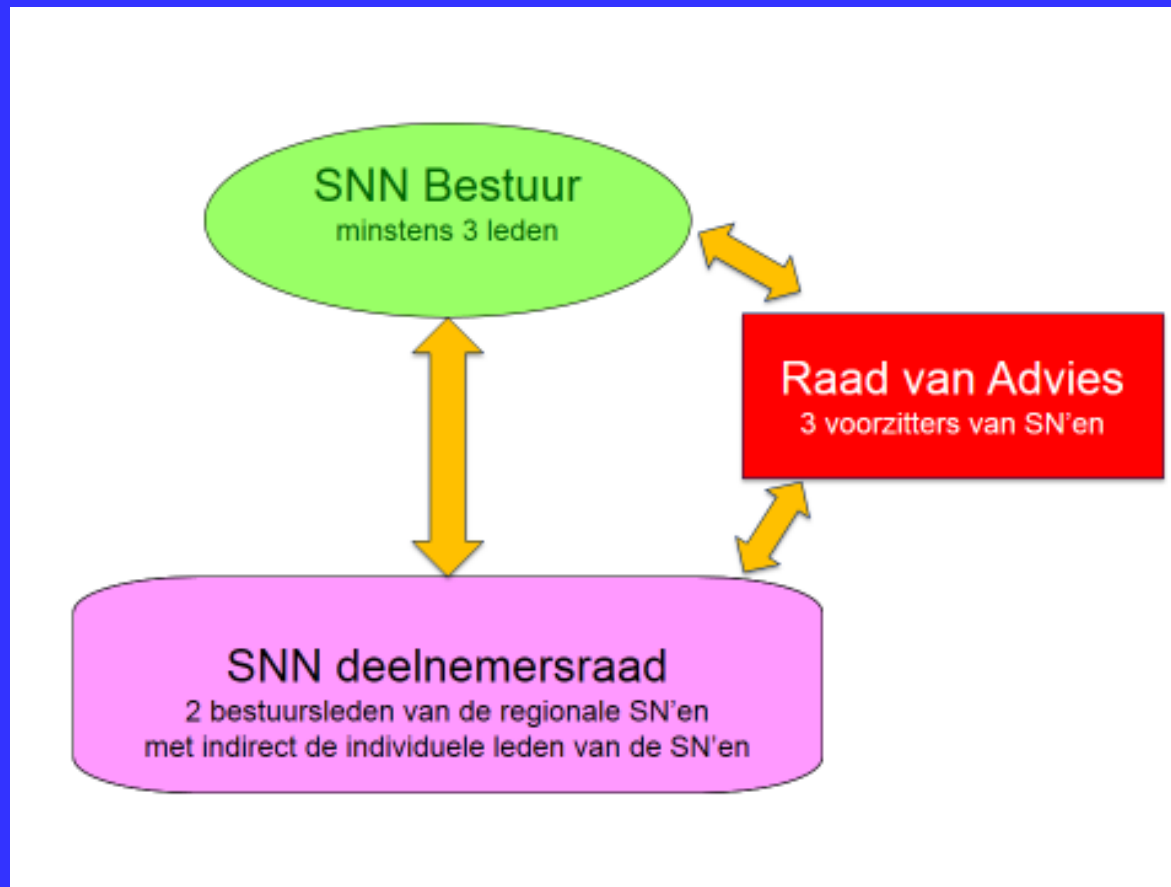 SNN Bestuur
minstens 3 leden
Raad van Advies
3 voorzitters van SN'en
SNN deelnemersraad
2 bestuursleden van de regionale SN'en
met indirect de individuele leden van de SN'en